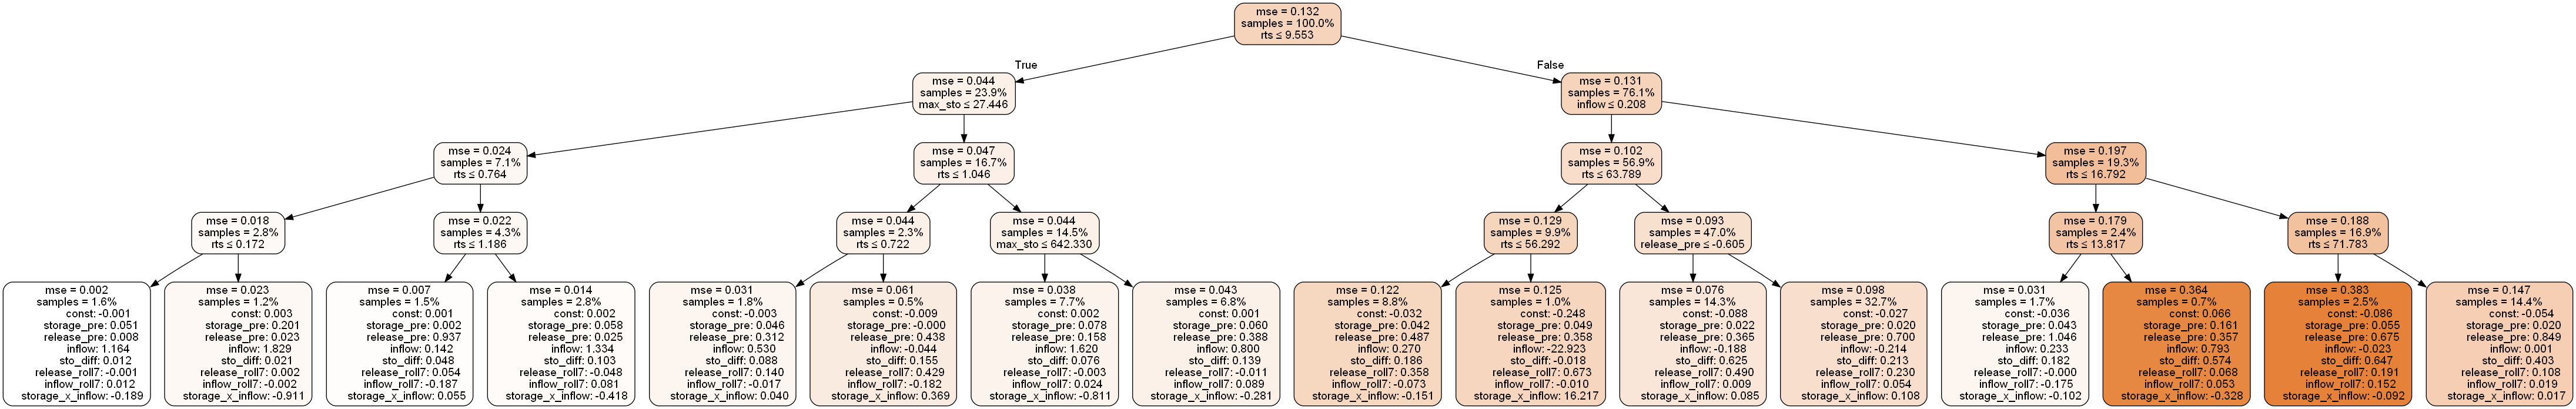 mse = 0.132
samples = 100.0%
rts ≤ 9.553
True
False
mse = 0.044
samples = 23.9%
max_sto ≤ 27.446
mse = 0.131
samples = 76.1%
inflow ≤ 0.208
mse = 0.024
samples = 7.1%
rts ≤ 0.764
mse = 0.047
samples = 16.7%
rts ≤ 1.046
mse = 0.102
samples = 56.9%
rts ≤ 63.789
mse = 0.197
samples = 19.3%
rts ≤ 16.792
mse = 0.018
samples = 2.8%
rts ≤ 0.172
mse = 0.022
samples = 4.3%
rts ≤ 1.186
mse = 0.044
samples = 2.3%
rts ≤ 0.722
mse = 0.044
samples = 14.5%
max_sto ≤ 642.330
mse = 0.129
samples = 9.9%
rts ≤ 56.292
mse = 0.093
samples = 47.0%
release_pre ≤ -0.605
mse = 0.179
samples = 2.4%
rts ≤ 13.817
mse = 0.188
samples = 16.9%
rts ≤ 71.783
mse = 0.002
samples = 1.6%
const: -0.001
storage_pre: 0.051
release_pre: 0.008
inflow: 1.164
sto_diff: 0.012
release_roll7: -0.001
inflow_roll7: 0.012
storage_x_inflow: -0.189
mse = 0.023
samples = 1.2%
const: 0.003
storage_pre: 0.201
release_pre: 0.023
inflow: 1.829
sto_diff: 0.021
release_roll7: 0.002
inflow_roll7: -0.002
storage_x_inflow: -0.911
mse = 0.007
samples = 1.5%
const: 0.001
storage_pre: 0.002
release_pre: 0.937
inflow: 0.142
sto_diff: 0.048
release_roll7: 0.054
inflow_roll7: -0.187
storage_x_inflow: 0.055
mse = 0.014
samples = 2.8%
const: 0.002
storage_pre: 0.058
release_pre: 0.025
inflow: 1.334
sto_diff: 0.103
release_roll7: -0.048
inflow_roll7: 0.081
storage_x_inflow: -0.418
mse = 0.031
samples = 1.8%
const: -0.003
storage_pre: 0.046
release_pre: 0.312
inflow: 0.530
sto_diff: 0.088
release_roll7: 0.140
inflow_roll7: -0.017
storage_x_inflow: 0.040
mse = 0.061
samples = 0.5%
const: -0.009
storage_pre: -0.000
release_pre: 0.438
inflow: -0.044
sto_diff: 0.155
release_roll7: 0.429
inflow_roll7: -0.182
storage_x_inflow: 0.369
mse = 0.038
samples = 7.7%
const: 0.002
storage_pre: 0.078
release_pre: 0.158
inflow: 1.620
sto_diff: 0.076
release_roll7: -0.003
inflow_roll7: 0.024
storage_x_inflow: -0.811
mse = 0.043
samples = 6.8%
const: 0.001
storage_pre: 0.060
release_pre: 0.388
inflow: 0.800
sto_diff: 0.139
release_roll7: -0.011
inflow_roll7: 0.089
storage_x_inflow: -0.281
mse = 0.122
samples = 8.8%
const: -0.032
storage_pre: 0.042
release_pre: 0.487
inflow: 0.270
sto_diff: 0.186
release_roll7: 0.358
inflow_roll7: -0.073
storage_x_inflow: -0.151
mse = 0.125
samples = 1.0%
const: -0.248
storage_pre: 0.049
release_pre: 0.358
inflow: -22.923
sto_diff: -0.018
release_roll7: 0.673
inflow_roll7: -0.010
storage_x_inflow: 16.217
mse = 0.076
samples = 14.3%
const: -0.088
storage_pre: 0.022
release_pre: 0.365
inflow: -0.188
sto_diff: 0.625
release_roll7: 0.490
inflow_roll7: 0.009
storage_x_inflow: 0.085
mse = 0.098
samples = 32.7%
const: -0.027
storage_pre: 0.020
release_pre: 0.700
inflow: -0.214
sto_diff: 0.213
release_roll7: 0.230
inflow_roll7: 0.054
storage_x_inflow: 0.108
mse = 0.031
samples = 1.7%
const: -0.036
storage_pre: 0.043
release_pre: 1.046
inflow: 0.233
sto_diff: 0.182
release_roll7: -0.000
inflow_roll7: -0.175
storage_x_inflow: -0.102
mse = 0.364
samples = 0.7%
const: 0.066
storage_pre: 0.161
release_pre: 0.357
inflow: 0.793
sto_diff: 0.574
release_roll7: 0.068
inflow_roll7: 0.053
storage_x_inflow: -0.328
mse = 0.383
samples = 2.5%
const: -0.086
storage_pre: 0.055
release_pre: 0.675
inflow: -0.023
sto_diff: 0.647
release_roll7: 0.191
inflow_roll7: 0.152
storage_x_inflow: -0.092
mse = 0.147
samples = 14.4%
const: -0.054
storage_pre: 0.020
release_pre: 0.849
inflow: 0.001
sto_diff: 0.403
release_roll7: 0.108
inflow_roll7: 0.019
storage_x_inflow: 0.017